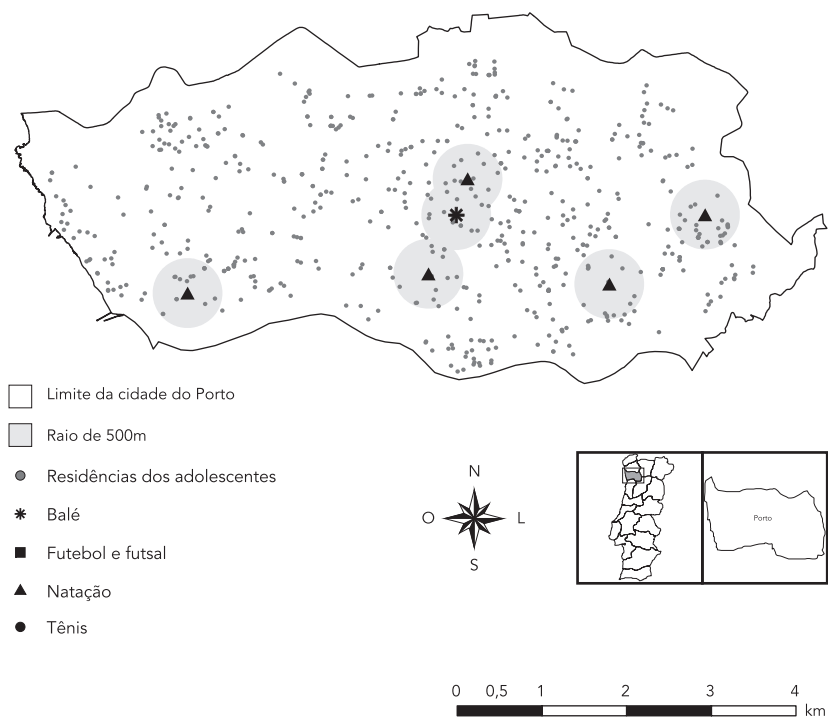 Limite da cidade do Porto
Raio de 500m
Residências dos adolescentes
Balé
Futebol e futsal
Natação
Tênis
N
O L
S
Porto
0 0,5 1 2 3 4
km